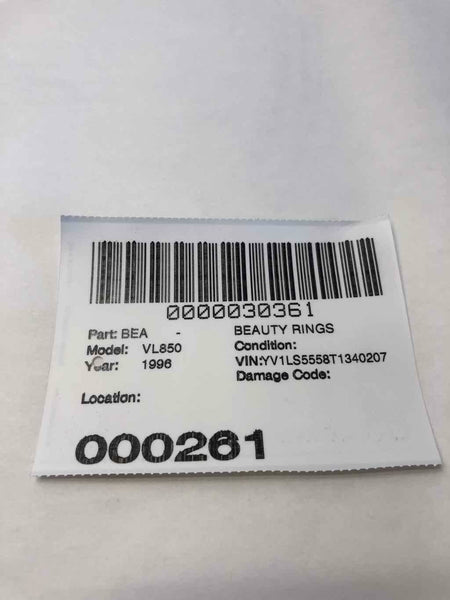 0000030361
Part: BEA - BEAUTY RINGS
Model: VL850 Condition:
Year: 1996 VIN:YV1LS5558T1340207
Damage Code:
Location:
000261